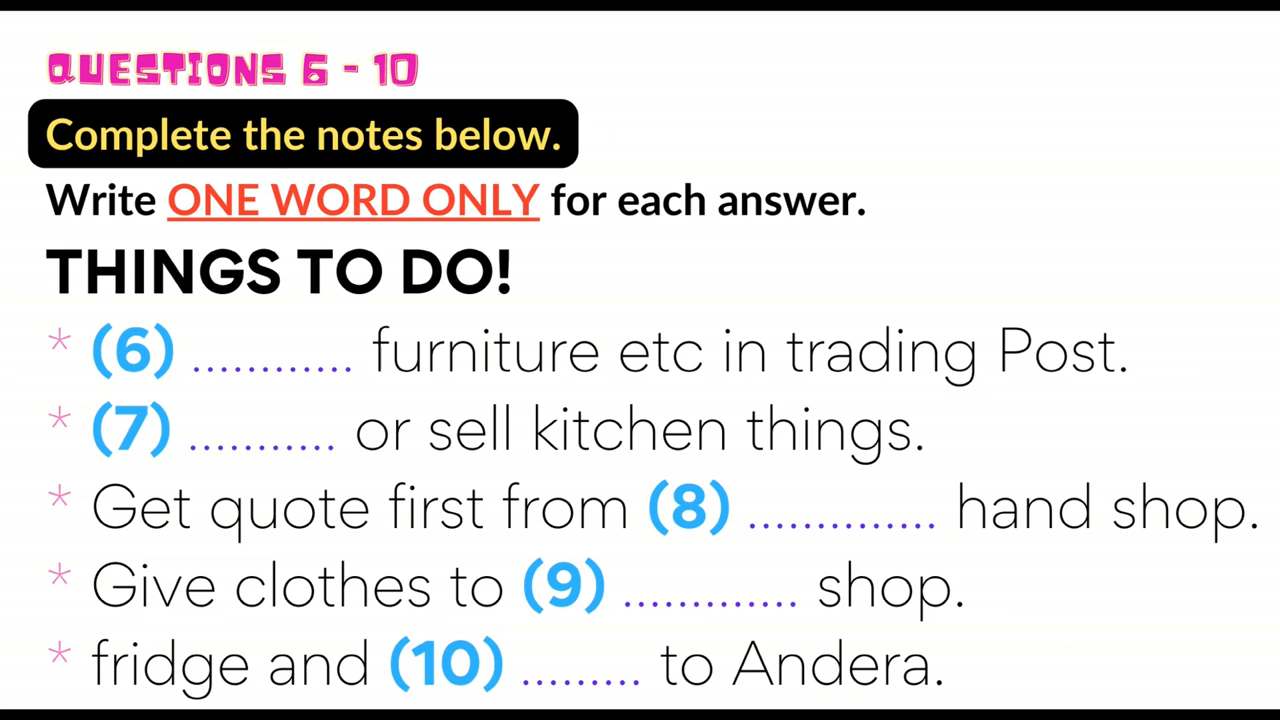 QUESTIONS 6 - 10
Complete the notes below.
Write ONE WORD ONLY for each answer.
THINGS TO DO!
* (6) ............ furniture etc in trading Post.
* (7) ........... or sell kitchen things.
* Get quote first from (8) .............. hand shop.
* Give clothes to (9) ............. shop.
* fridge and (10) ......... to Andera.